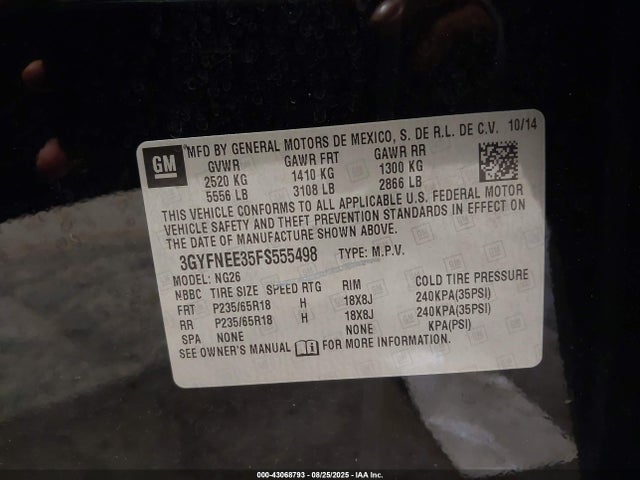 GM
MFD BY GENERAL MOTORS DE MEXICO, S. DE R.L. DE C.V. 10/14
GVWR GAWR FRT GAWR RR
2520 KG 1410 KG 1300 KG
5556 LB 3108 LB 2866 LB
THIS VEHICLE CONFORMS TO ALL APPLICABLE U.S. FEDERAL MOTOR
VEHICLE SAFETY AND THEFT PREVENTION STANDARDS IN EFFECT ON
THE DATE OF MANUFACTURE SHOWN ABOVE.
3GYFNEE35FS555498 TYPE: M.P.V.
MODEL: NG26
NBBC TIRE SIZE SPEED RTG RIM COLD TIRE PRESSURE
FRT P235/65R18 H 18X8J 240KPA(35PSI)
RR P235/65R18 H 18X8J 240KPA(35PSI)
SPA NONE NONE KPA(PSI)
SEE OWNER'S MANUAL FOR MORE INFORMATION.
000-43068793 - 08/25/2025 - IAA Inc.